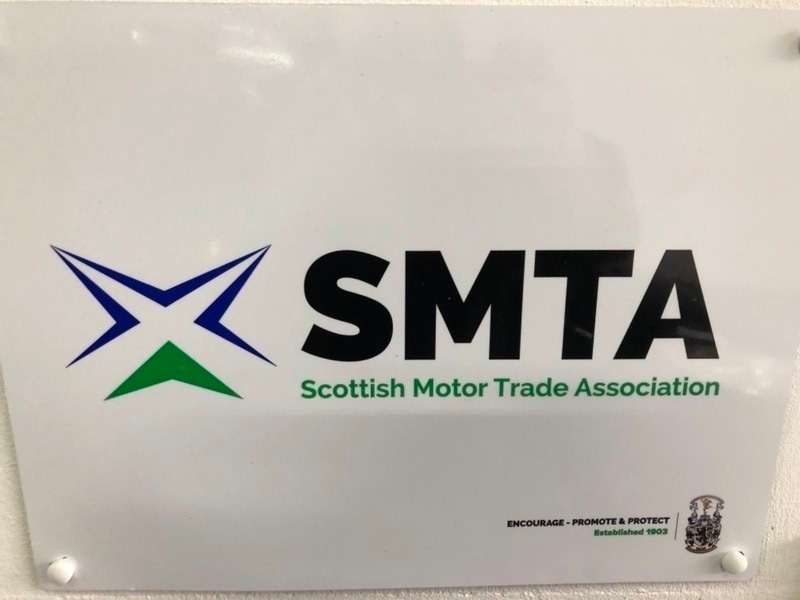 SMTA
Scottish Motor Trade Association
ENCOURAGE - PROMOTE & PROTECT
Established 1903